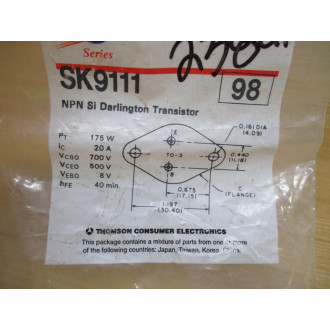 Series
SK9111
98
NPN Si Darlington Transistor
PT 175 W
IC 20 A
VCBO 700 V
VCEO 500 V
VEBO 8 V
hFE 40 min.
E
0.161 DIA
(4.09)
TO-3
0.440
(11.18)
B
0.675
(17.15)
C
(FLANGE)
1.197
(30.40)
THOMSON CONSUMER ELECTRONICS
This package contains a mixture of parts from one or more
of the following countries: Japan, Taiwan, Korea, China.